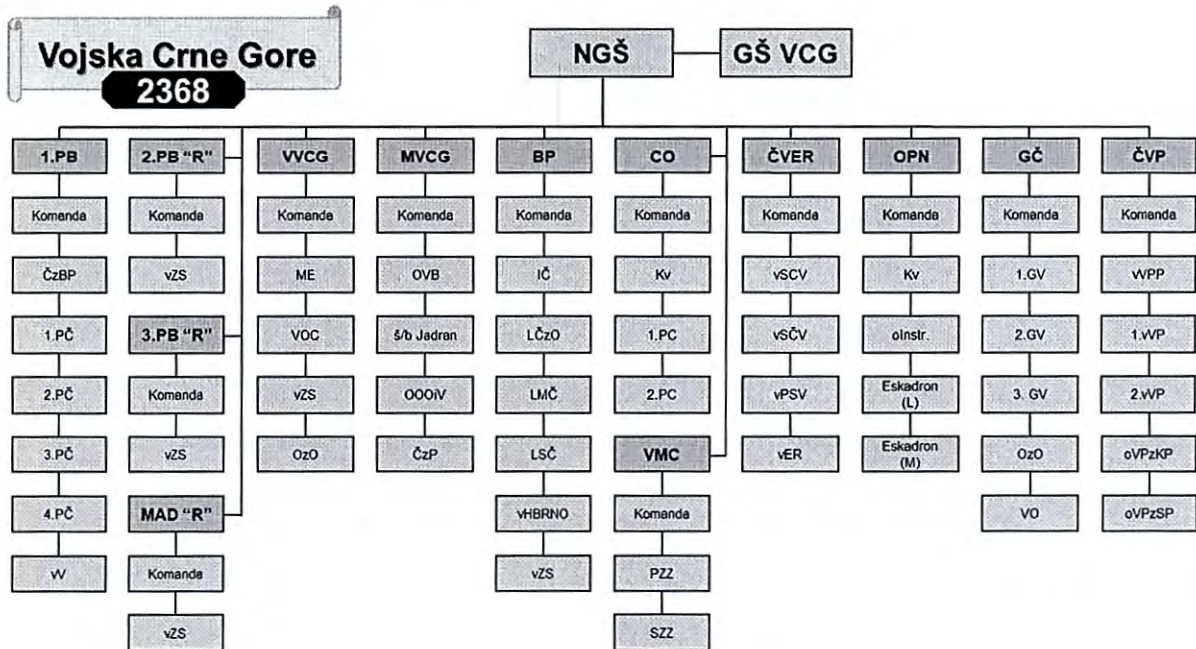 Vojska Crne Gore
2368
NGŠ
GŠ VCG
1.PB
Komanda
ČzBP
1.PČ
2.PČ
3.PČ
4.PČ
vV
2.PB "R"
Komanda
vZS
3.PB "R"
Komanda
vZS
MAD "R"
Komanda
vZS
VVCG
Komanda
ME
VOC
vZS
OzO
MVCG
Komanda
OVB
š/b Jadran
OOOiV
ČzP
BP
Komanda
IČ
LČzO
LMČ
LSČ
vHBRNO
vZS
CO
Komanda
Kv
1.PC
2.PC
VMC
Komanda
PZZ
SZZ
ČVER
Komanda
vSCV
vSČV
vPSV
vER
OPN
Komanda
Kv
oInstr.
Eskadron
(L)
Eskadron
(M)
GČ
Komanda
1.GV
2.GV
3. GV
OzO
VO
ČVP
Komanda
vVPP
1.vVP
2.vVP
oVPzKP
oVPzSP